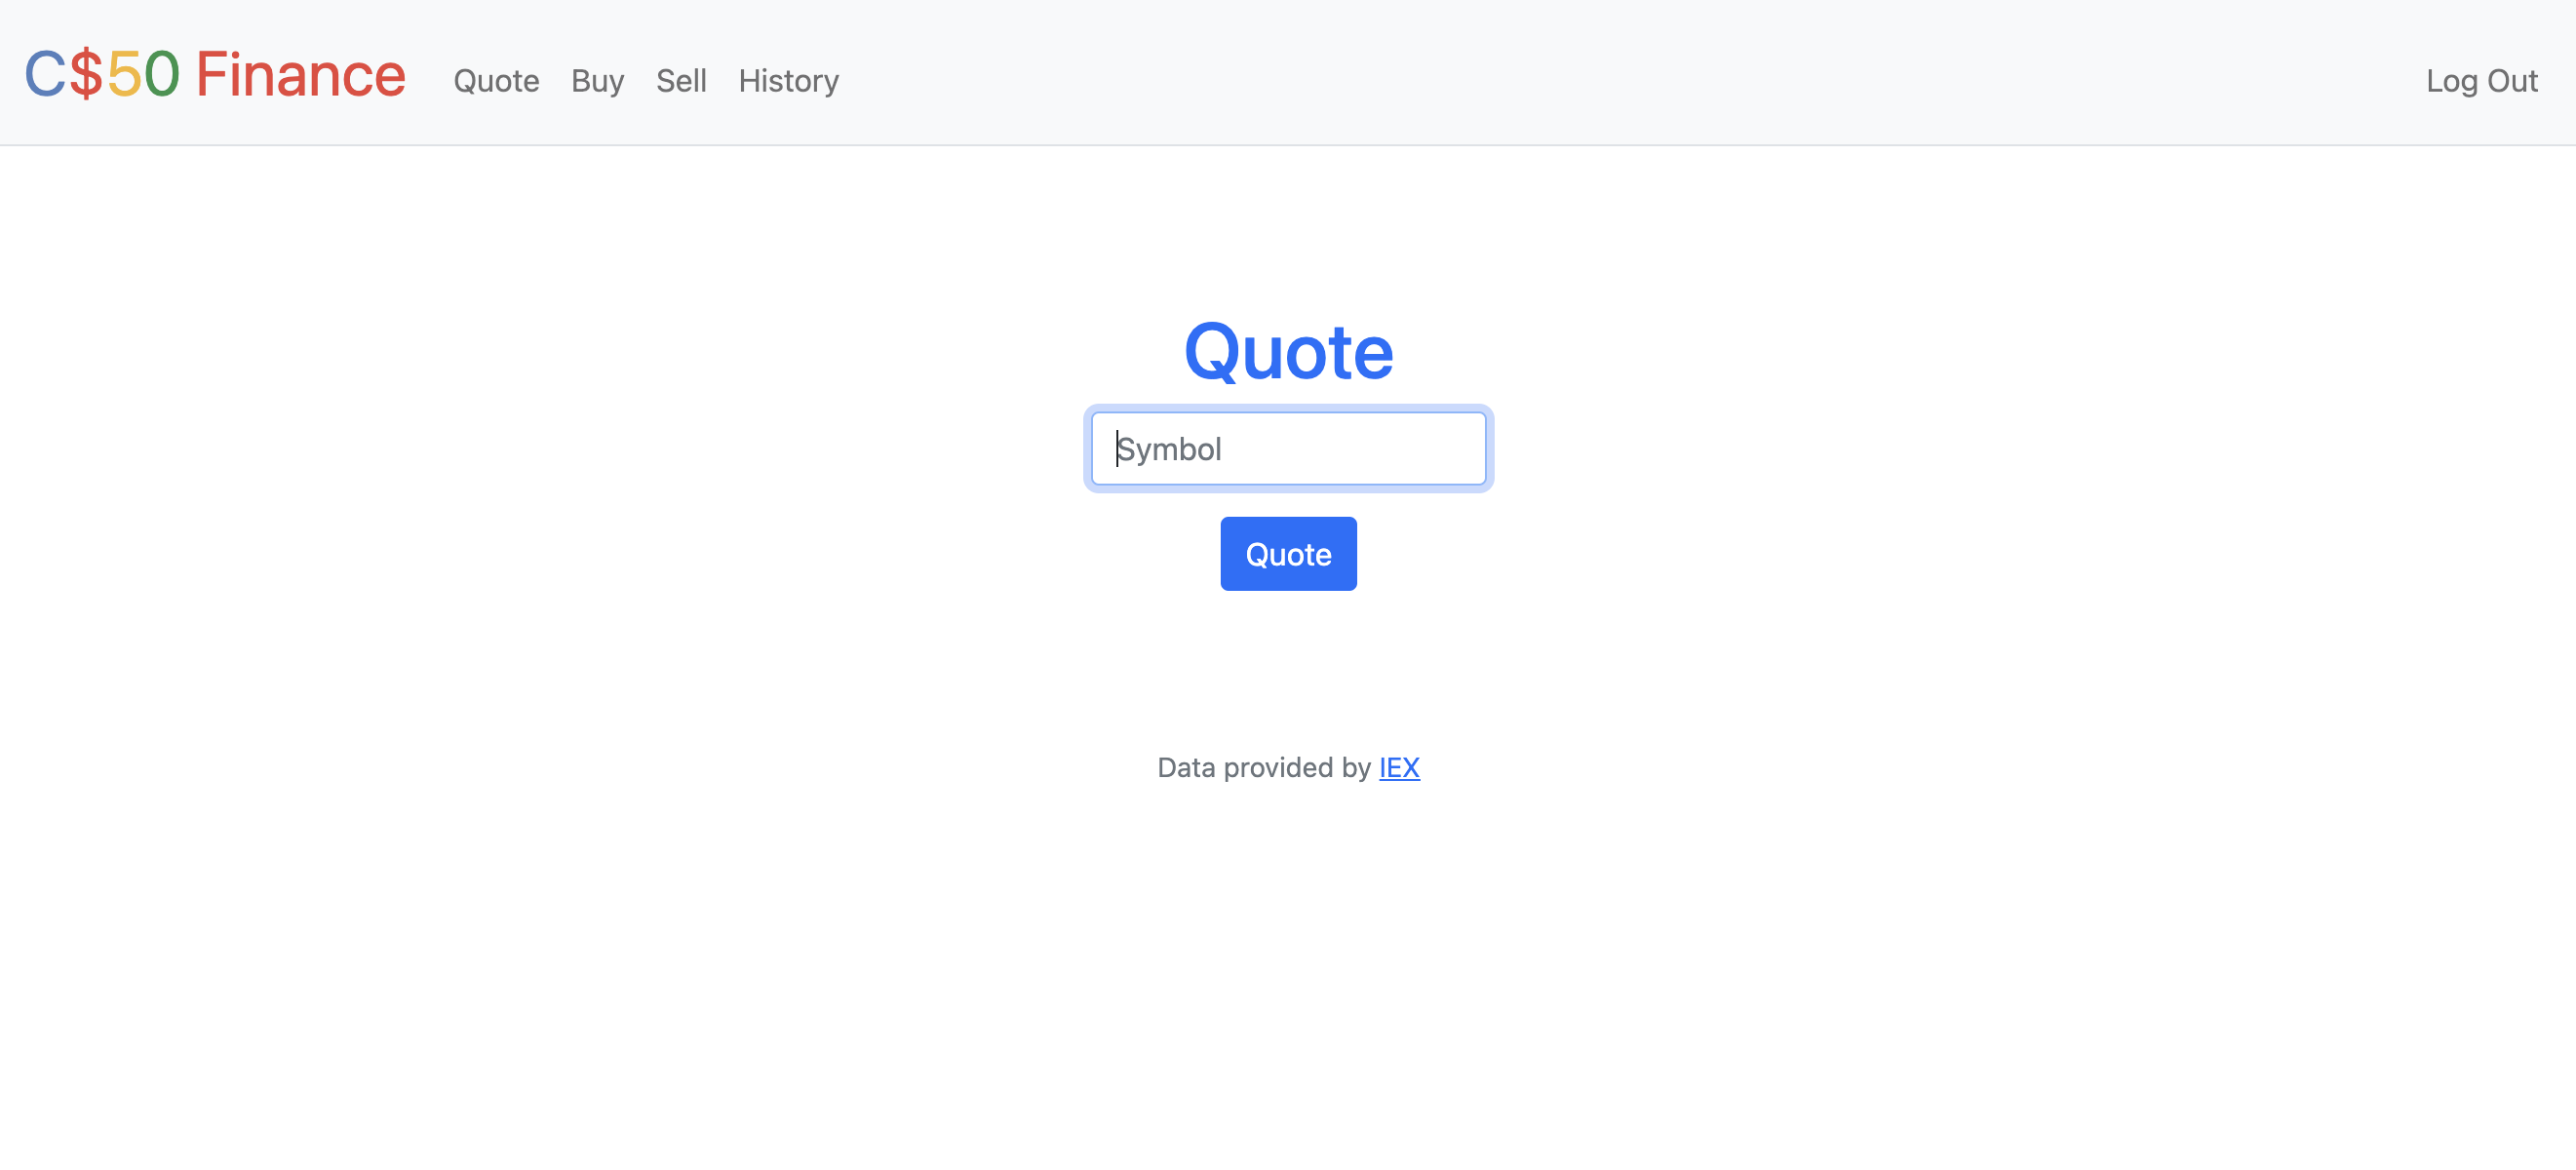 C$50 Finance Quote Buy Sell History Log Out
Quote
Symbol
Quote
Data provided by IEX